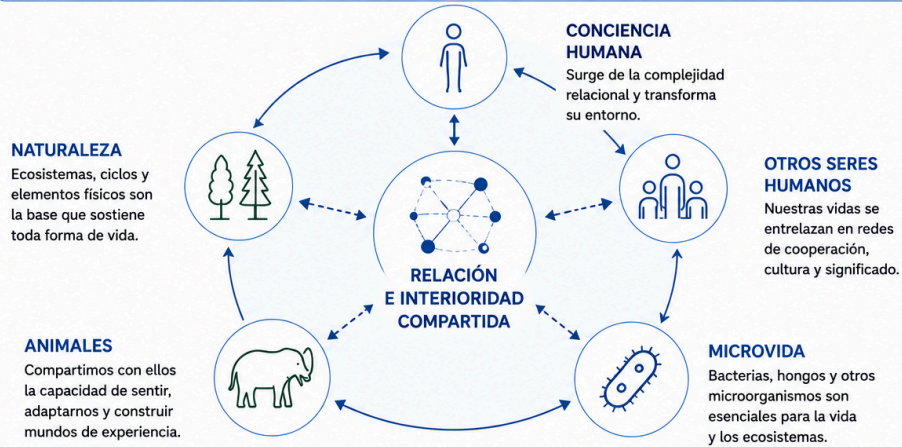 CONCIENCIA
HUMANA
Surge de la complejidad
relacional y transforma
su entorno.
NATURALEZA
Ecosistemas, ciclos y
elementos físicos son
la base que sostiene
toda forma de vida.
OTROS SERES
HUMANOS
Nuestras vidas se
entrelazan en redes
de cooperación,
cultura y significado.
RELACIÓN
E INTERIORIDAD
COMPARTIDA
ANIMALES
Compartimos con ellos
la capacidad de sentir,
adaptarnos y construir
mundos de experiencia.
MICROVIDA
Bacterias, hongos y otros
microorganismos son
esenciales para la vida
y los ecosistemas.